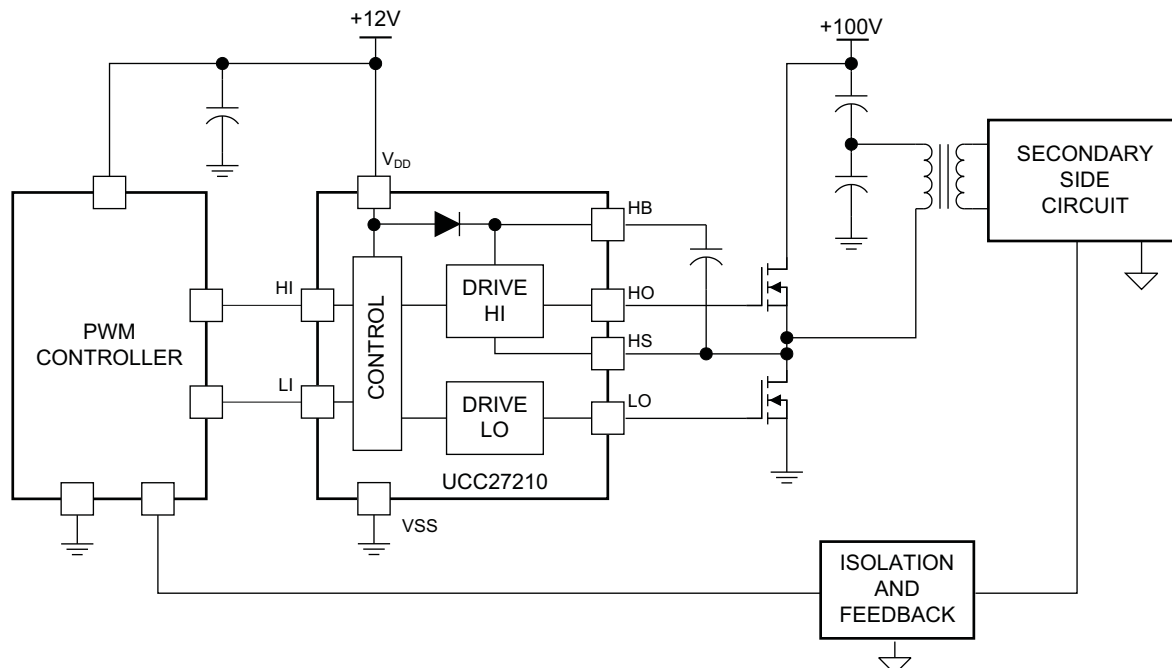 +12V
+100V
V_DD
SECONDARY
SIDE
CIRCUIT
HB
HI
DRIVE
HI
HO
PWM
CONTROLLER
CONTROL
HS
LI
DRIVE
LO
LO
UCC27210
VSS
ISOLATION
AND
FEEDBACK